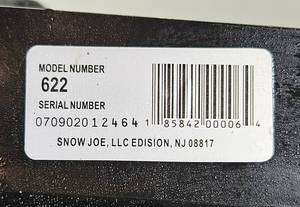 MODEL NUMBER
622
SERIAL NUMBER
070902012464 1 85842 00006 4
SNOW JOE, LLC EDISION, NJ 08817